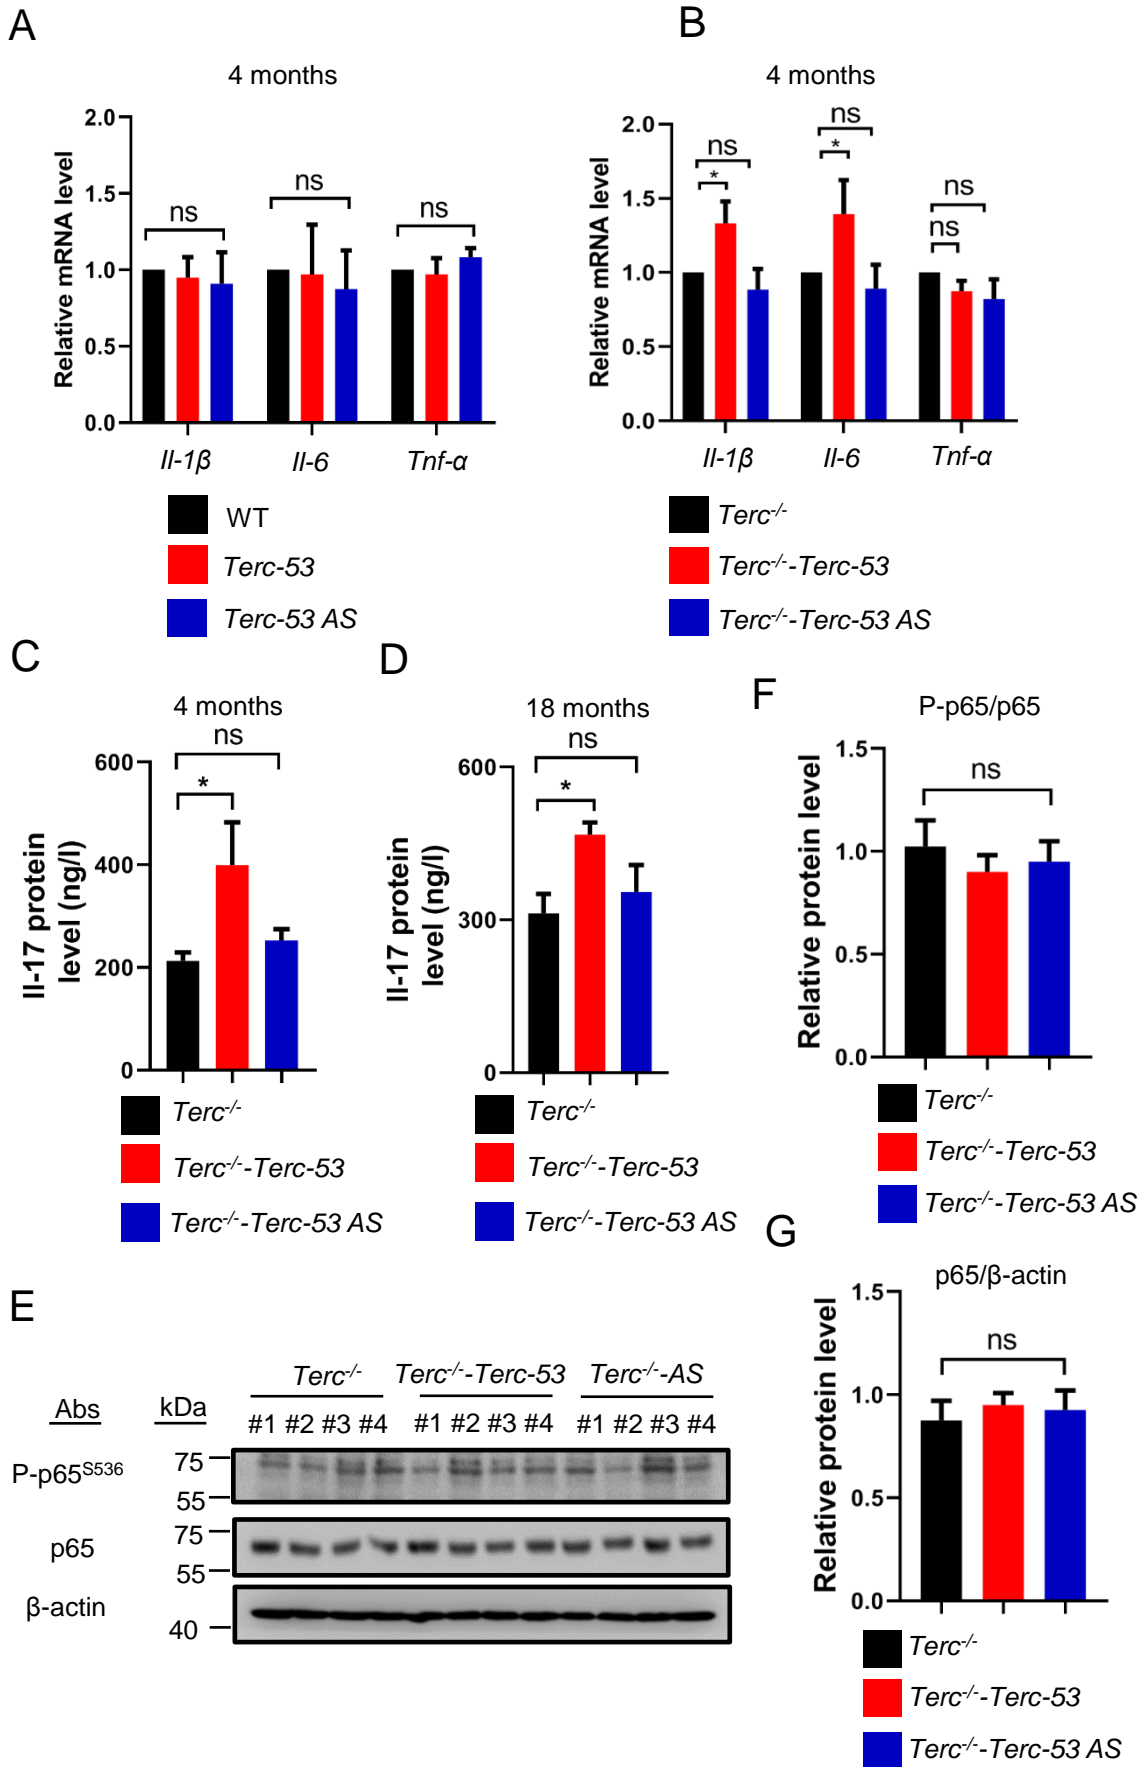 A
4 months
Relative mRNA level
2.0
1.5
1.0
0.5
0.0
ns
ns
ns
Il-1β
Il-6
Tnf-α
WT
Terc-53
Terc-53 AS
B
4 months
Relative mRNA level
2.0
1.5
1.0
0.5
0.0
ns
*
ns
*
ns
ns
Il-1β
Il-6
Tnf-α
Terc-/-
Terc-/--Terc-53
Terc-/--Terc-53 AS
C
4 months
Il-17 protein
level (ng/l)
600
400
200
0
ns
*
Terc-/-
Terc-/--Terc-53
Terc-/--Terc-53 AS
D
18 months
Il-17 protein
level (ng/l)
600
300
0
ns
*
Terc-/-
Terc-/--Terc-53
Terc-/--Terc-53 AS
E
Terc-/- Terc-/--Terc-53 Terc-/--AS
Abs kDa #1 #2 #3 #4 #1 #2 #3 #4 #1 #2 #3 #4
P-p65S536 75
55
p65 75
55
β-actin
40
F
P-p65/p65
Relative protein level
1.5
1.0
0.5
0.0
ns
Terc-/-
Terc-/--Terc-53
Terc-/--Terc-53 AS
G
p65/β-actin
Relative protein level
1.5
1.0
0.5
0.0
ns
Terc-/-
Terc-/--Terc-53
Terc-/--Terc-53 AS